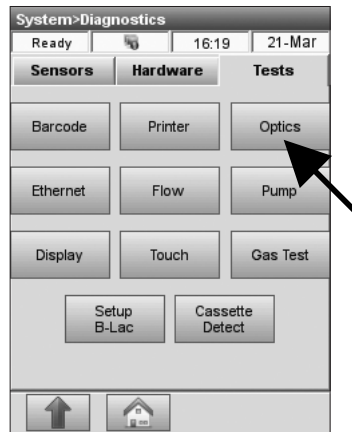 System>Diagnostics
Ready 16:19 21-Mar
Sensors Hardware Tests
Barcode Printer Optics
Ethernet Flow Pump
Display Touch Gas Test
Setup Cassette
B-Lac Detect